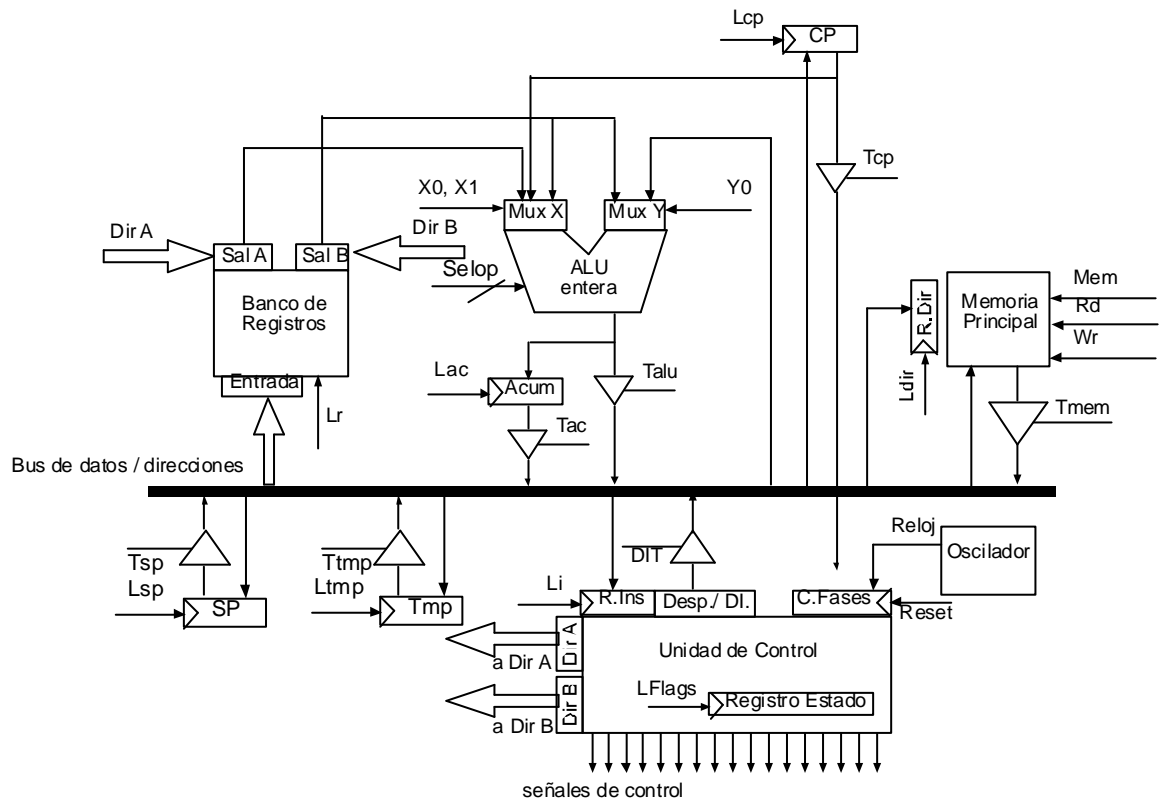 Lcp
CP
Tcp
X0, X1
Y0
Mux X
Mux Y
Dir A
Dir B
Sal A
Sal B
Selop
ALU
entera
Banco de
Registros
Entrada
Lr
Lac
Acum
Talu
Tac
R.Dir
Ldir
Memoria
Principal
Mem
Rd
Wr
Tmem
Bus de datos / direcciones
Tsp
Lsp
SP
Ttmp
Ltmp
Tmp
DIT
Li
R.Ins
Desp./ DI.
C.Fases
Reloj
Oscilador
Reset
Dir A
a Dir A
Dir B
a Dir B
Unidad de Control
LFlags
Registro Estado
señales de control